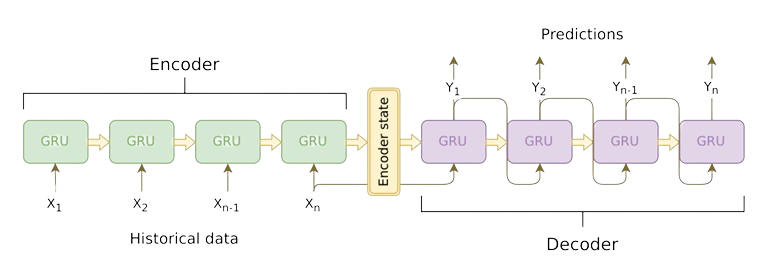 Predictions
Encoder
Y1 Y2 Yn-1 Yn
GRU GRU GRU GRU Encoder state GRU GRU GRU GRU
X1 X2 Xn-1 Xn
Historical data
Decoder